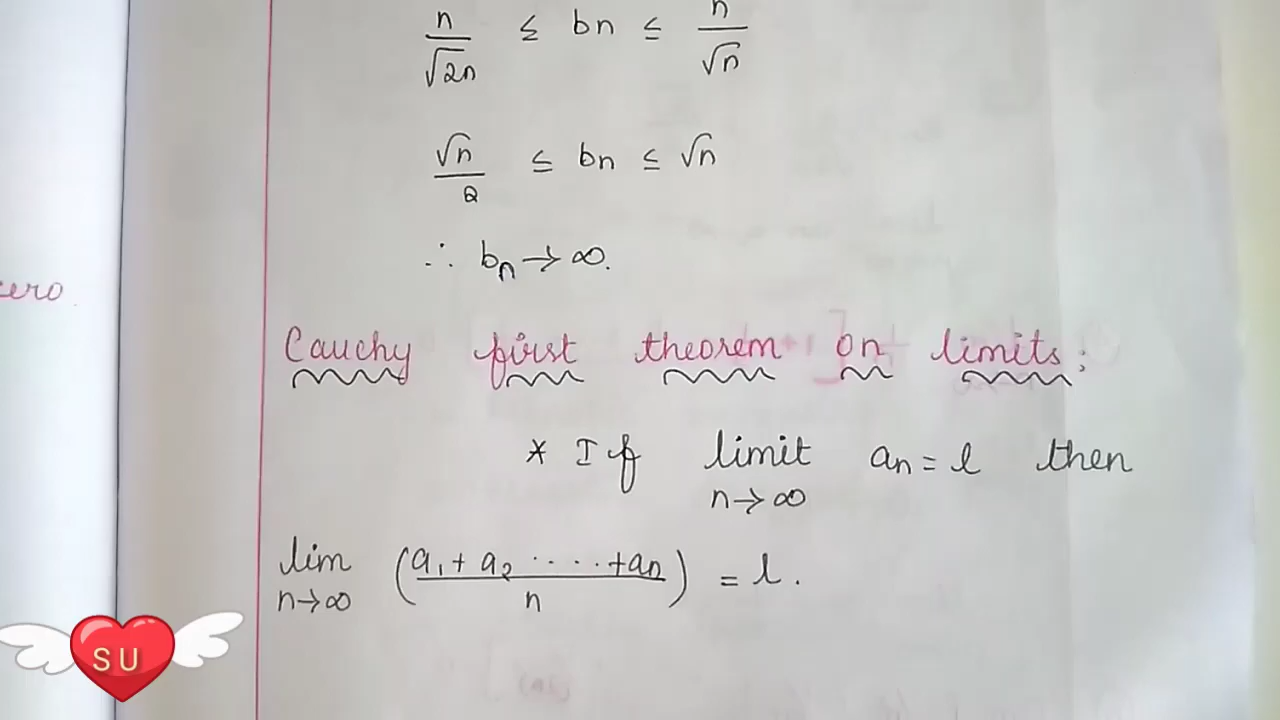 n/√2n ≤ bn ≤ n/√n
√n/2 ≤ bn ≤ √n
∴ bn → ∞.
Cauchy first theorem on limits:
* If limit an = l then
n→∞
lim (a1 + a2 ..... + an / n) = l.
n→∞
SU